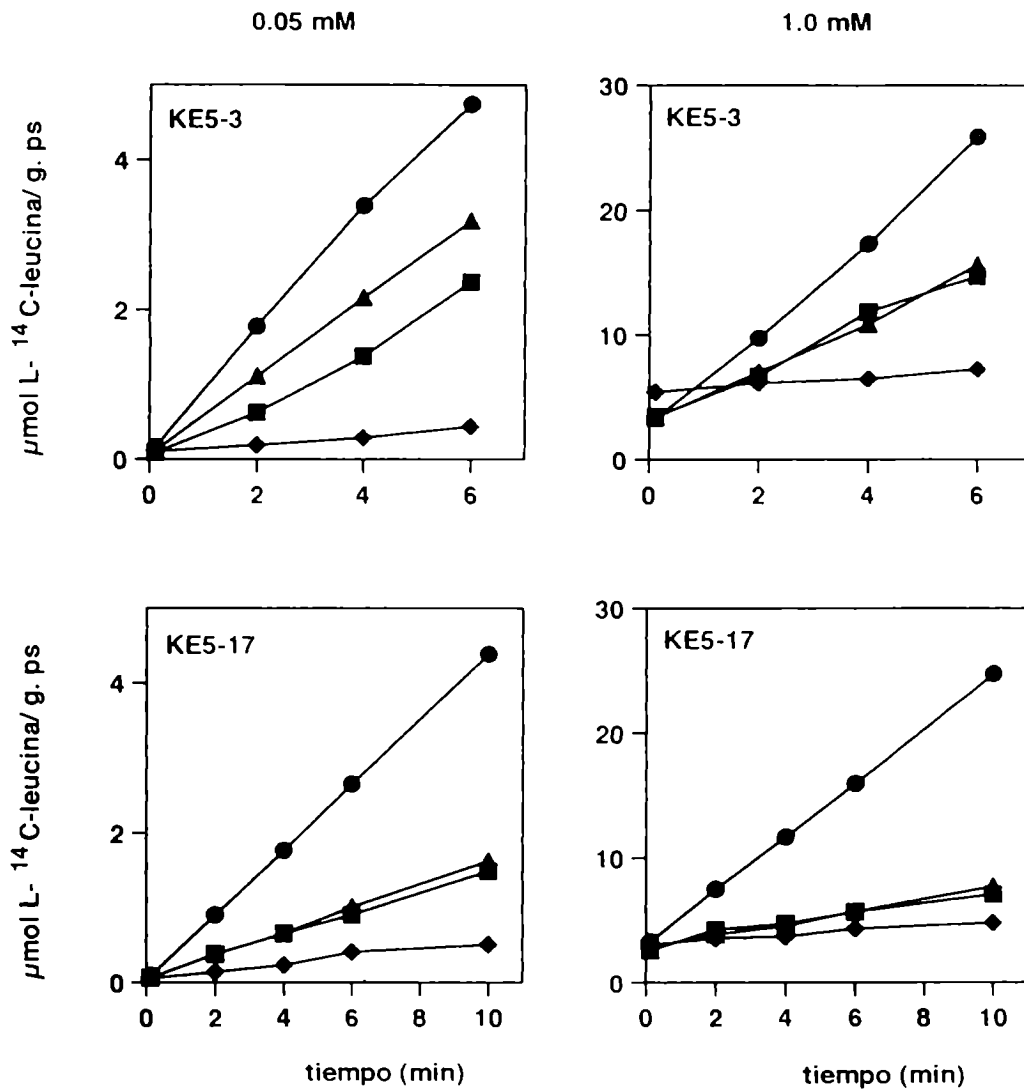 0.05 mM
1.0 mM
µmol L- ¹⁴C-leucina/ g. ps
KE5-3
4
2
0
0 2 4 6
KE5-3
30
20
10
0
0 2 4 6
µmol L- ¹⁴C-leucina/ g. ps
KE5-17
4
2
0
0 2 4 6 8 10
tiempo (min)
KE5-17
30
20
10
0
0 2 4 6 8 10
tiempo (min)